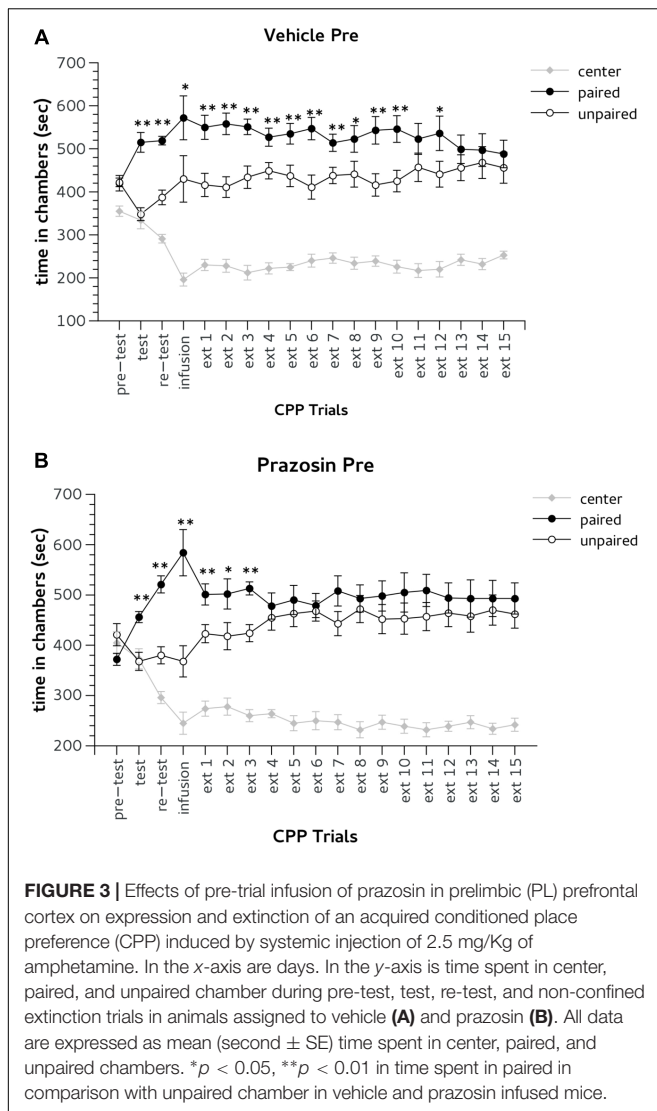 A
Vehicle Pre
center
paired
unpaired
time in chambers (sec)
700
600
500
400
300
200
100
* * * * * * * * * * * * * * * * * * * * * *
pre-test
test
re-test
infusion
ext 1
ext 2
ext 3
ext 4
ext 5
ext 6
ext 7
ext 8
ext 9
ext 10
ext 11
ext 12
ext 13
ext 14
ext 15
CPP Trials
B
Prazosin Pre
center
paired
unpaired
time in chambers (sec)
700
600
500
400
300
200
** ** ** ** * **
pre-test
test
re-test
infusion
ext 1
ext 2
ext 3
ext 4
ext 5
ext 6
ext 7
ext 8
ext 9
ext 10
ext 11
ext 12
ext 13
ext 14
ext 15
CPP Trials
FIGURE 3 | Effects of pre-trial infusion of prazosin in prelimbic (PL) prefrontal
cortex on expression and extinction of an acquired conditioned place
preference (CPP) induced by systemic injection of 2.5 mg/Kg of
amphetamine. In the x-axis are days. In the y-axis is time spent in center,
paired, and unpaired chamber during pre-test, test, re-test, and non-confined
extinction trials in animals assigned to vehicle (A) and prazosin (B). All data
are expressed as mean (second ± SE) time spent in center, paired, and
unpaired chambers. *p < 0.05, **p < 0.01 in time spent in paired in
comparison with unpaired chamber in vehicle and prazosin infused mice.